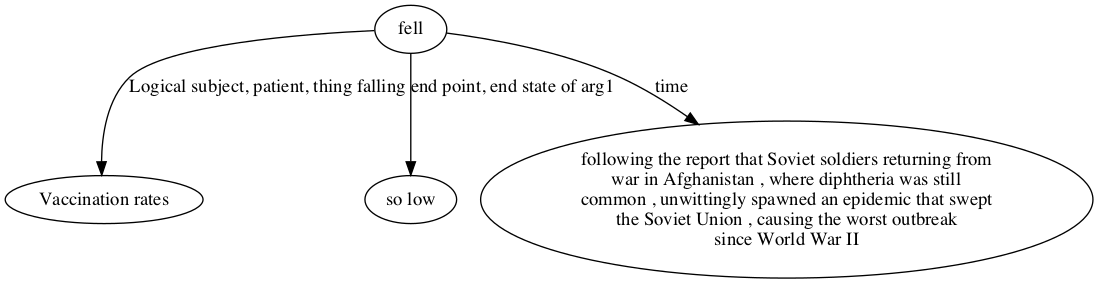 fell
Logical subject, patient, thing falling
end point, end state of arg1
time
Vaccination rates
so low
following the report that Soviet soldiers returning from
war in Afghanistan , where diphtheria was still
common , unwittingly spawned an epidemic that swept
the Soviet Union , causing the worst outbreak
since World War II